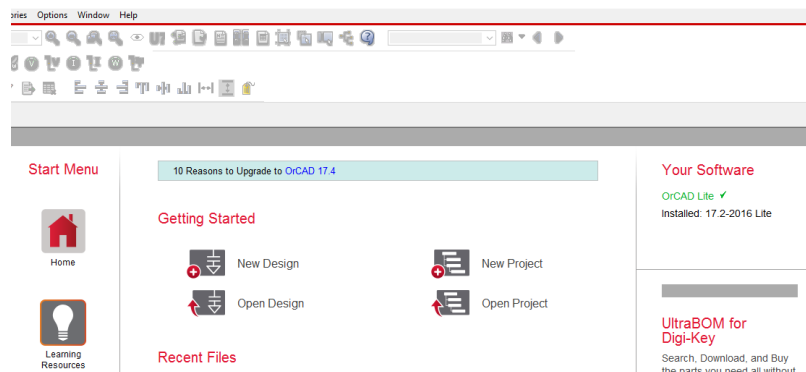 ories Options Window Help
U?
V I W
Start Menu
Home
Learning
Resources
10 Reasons to Upgrade to OrCAD 17.4
Getting Started
New Design
New Project
Open Design
Open Project
Recent Files
Your Software
OrCAD Lite ✓
Installed: 17.2-2016 Lite
UltraBOM for
Digi-Key
Search, Download, and Buy
the parts you need all without